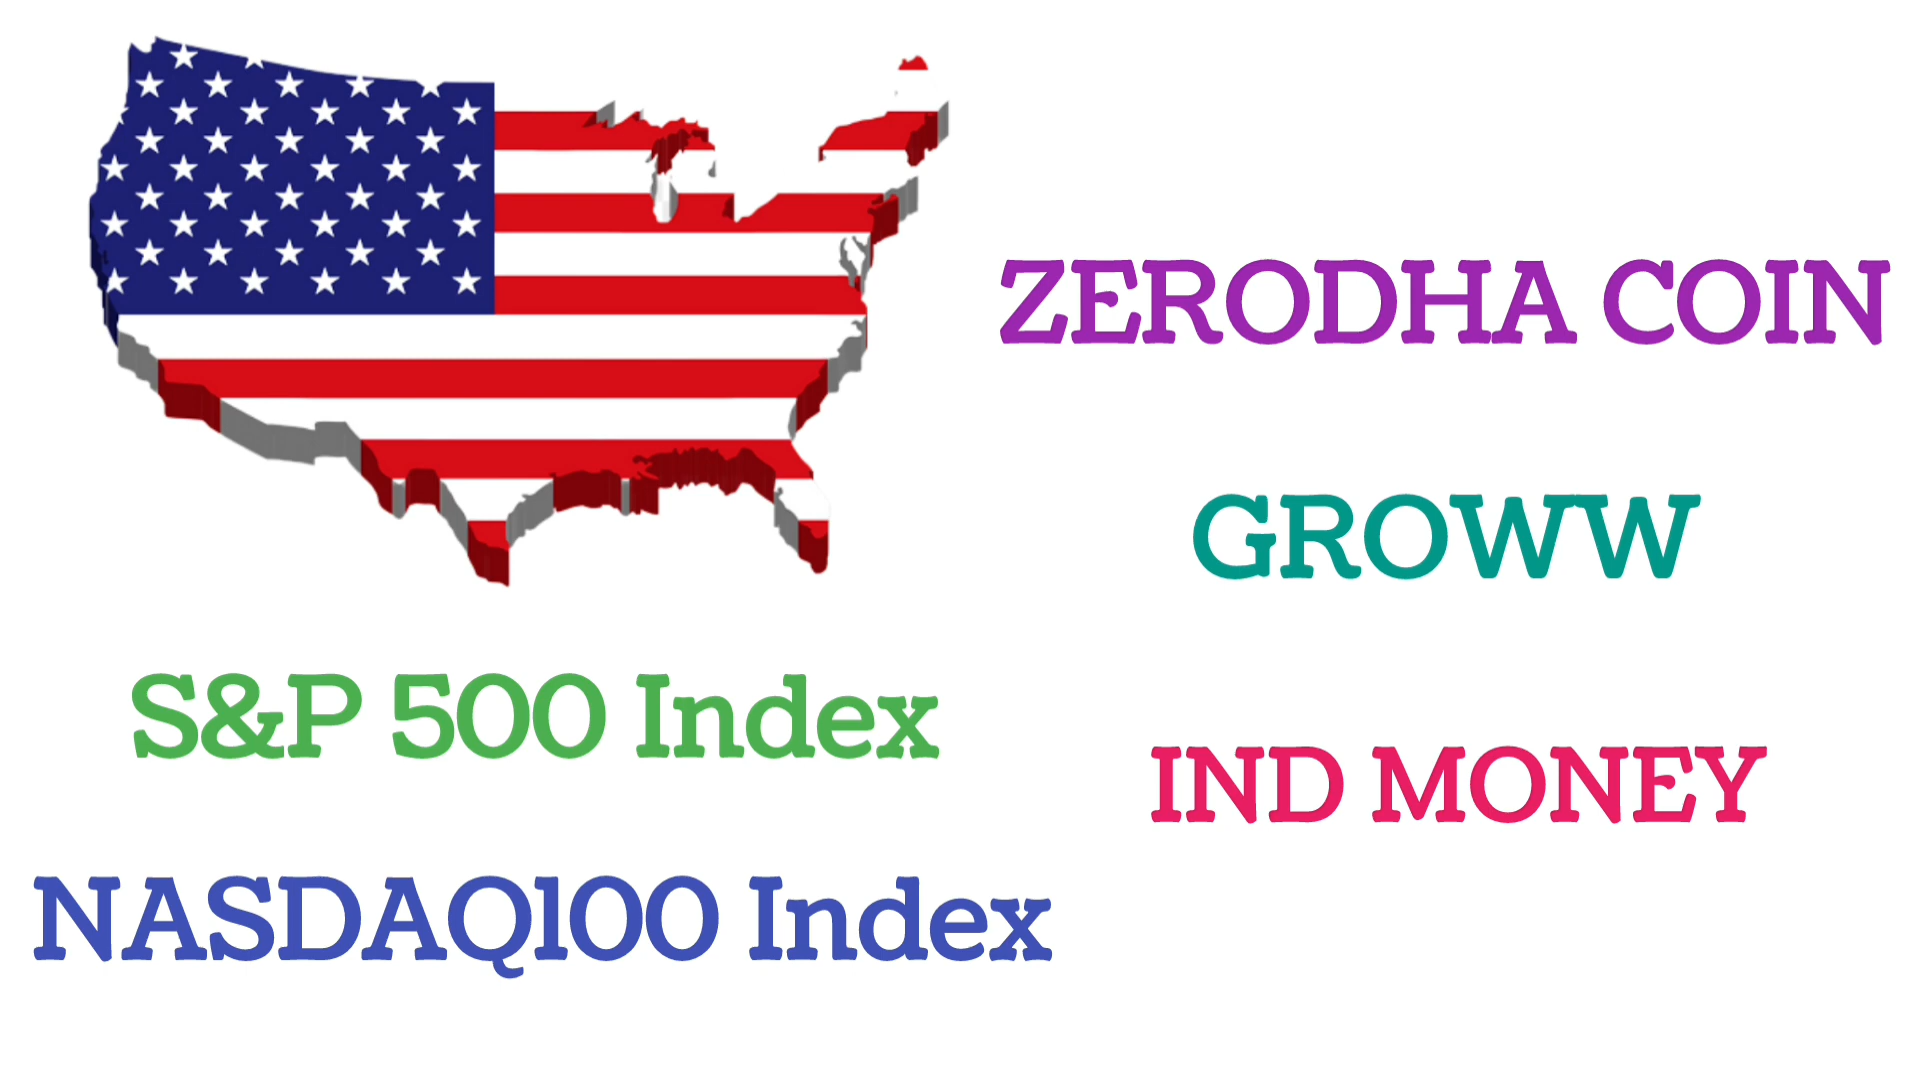 ZERODHA COIN
GROWW
S&P 500 Index
IND MONEY
NASDAQ100 Index